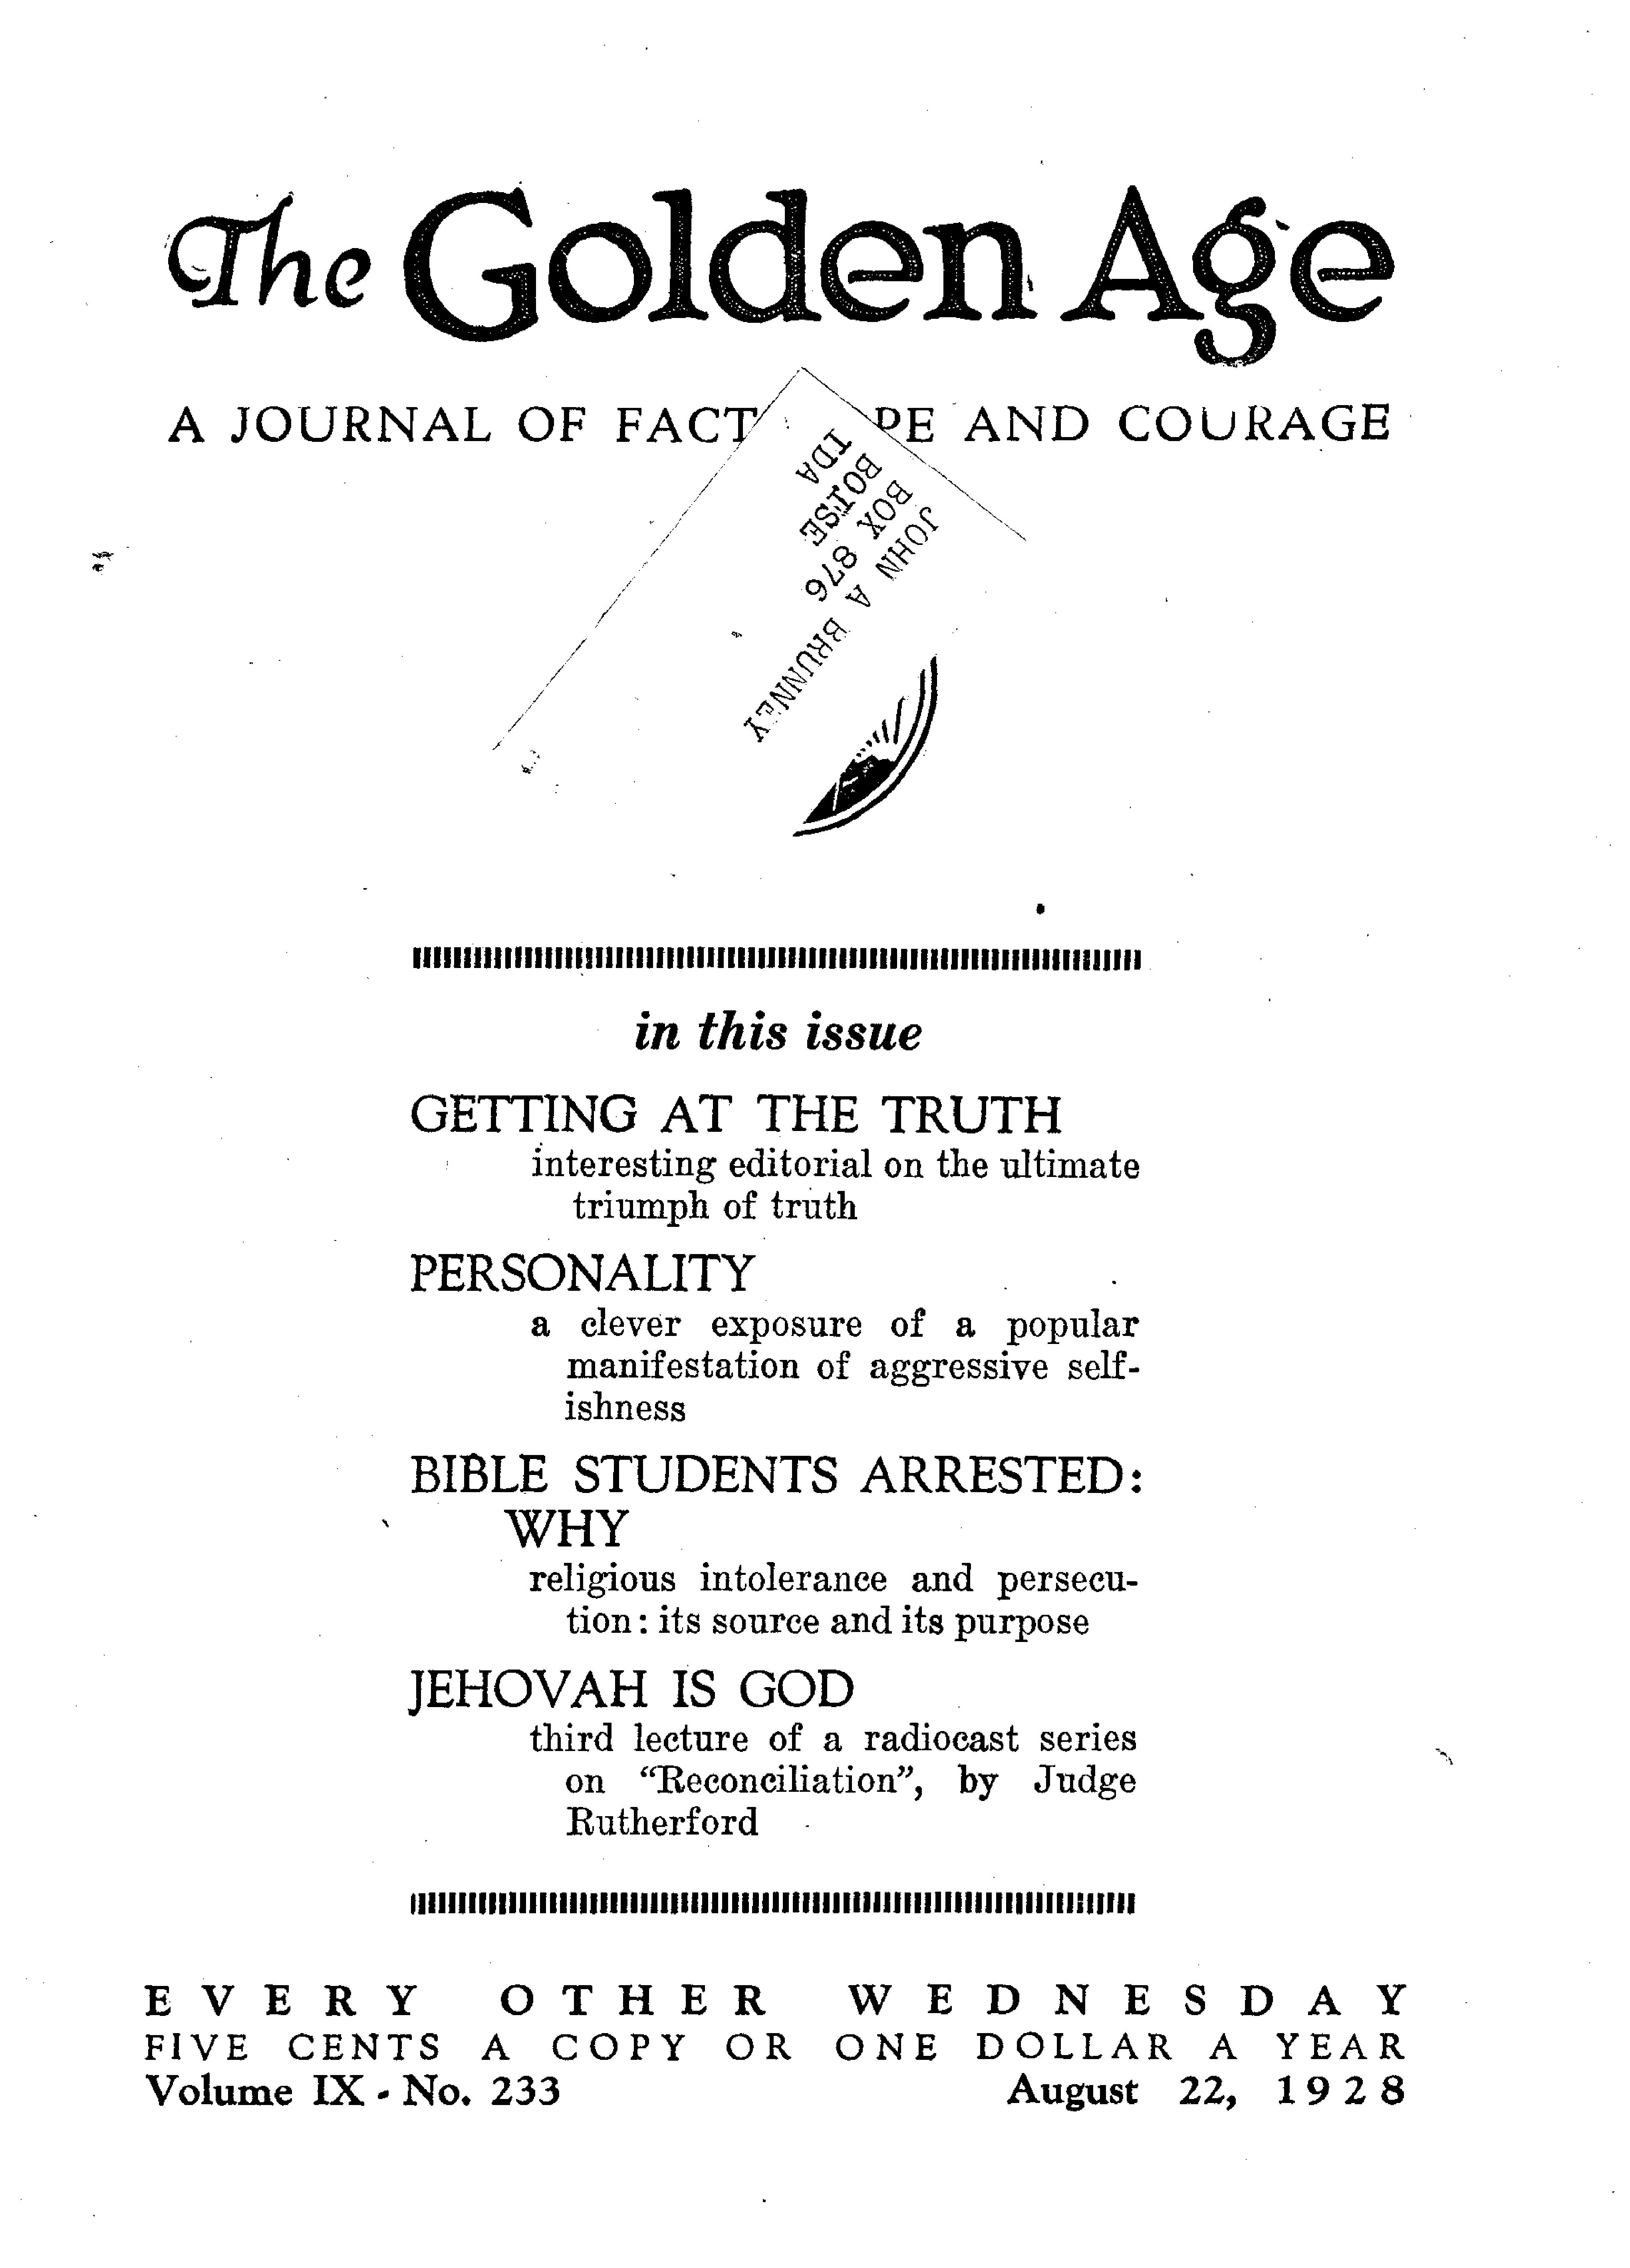 The Golden Age
A JOURNAL OF FACT PE AND COURAGE
JOHN A BRUNNEY
BOX 876
BOISE
IDA
in this issue
GETTING AT THE TRUTH
interesting editorial on the ultimate
triumph of truth
PERSONALITY
a clever exposure of a popular
manifestation of aggressive self-
ishness
BIBLE STUDENTS ARRESTED:
WHY
religious intolerance and persecu-
tion: its source and its purpose
JEHOVAH IS GOD
third lecture of a radiocast series
on “Reconciliation”, by Judge
Rutherford
EVERY OTHER WEDNESDAY
FIVE CENTS A COPY OR ONE DOLLAR A YEAR
Volume IX - No. 233 August 22, 1928